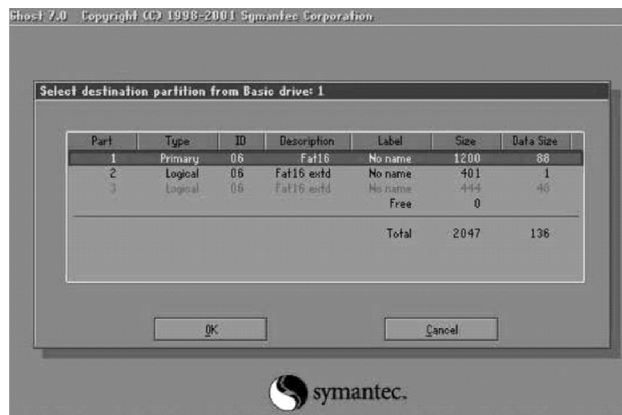 Ghost 7.0 Copyright (C) 1998-2001 Symantec Corporation
Select destination partition from Basic drive: 1
Part Type ID Description Label Size Data Size
1 Primary 06 Fat16 No name 1200 88
2 Logical 06 Fat16 extd No name 401 1
3 Logical 06 Fat16 extd No name 444 48
Free 0
Total 2047 136
OK Cancel
symantec.